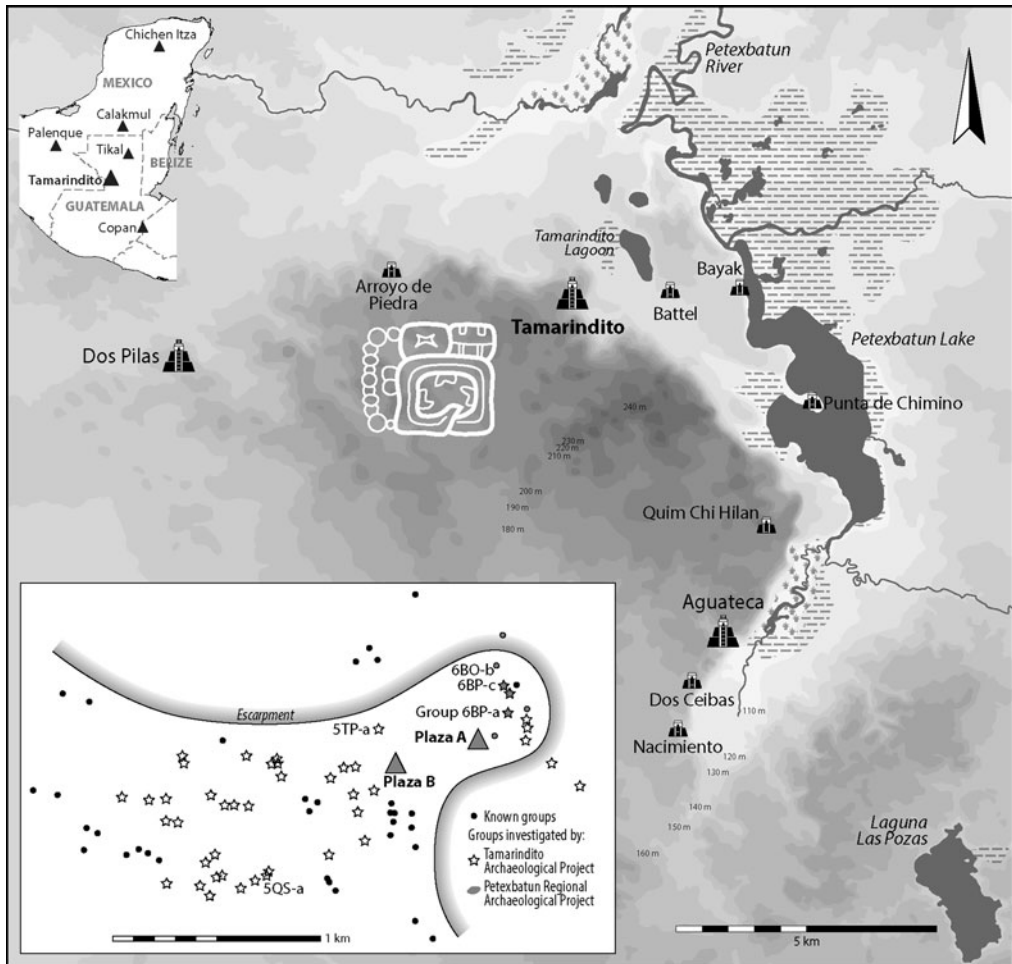 Chichen Itza
MEXICO
Calakmul
Palenque
Tikal
BELIZE
Tamarindito
GUATEMALA
Copan
Petexbatun
River
Tamarindito
Lagoon
Bayak
Arroyo de
Piedra
Battel
Tamarindito
Dos Pilas
Petexbatun Lake
Punta de Chimino
240 m
230 m
220 m
210 m
200 m
190 m
180 m
Quim Chi Hilan
Aguateca
Dos Ceibas
110 m
Nacimiento
120 m
130 m
140 m
150 m
160 m
Laguna
Las Pozas
5 km
6BO-b
6BP-c
Group 6BP-a
Escarpment
5TP-a
Plaza A
Plaza B
Known groups
Groups investigated by:
Tamarindito
Archaeological Project
Petexbatun Regional
Archaeological Project
5QS-a
1 km